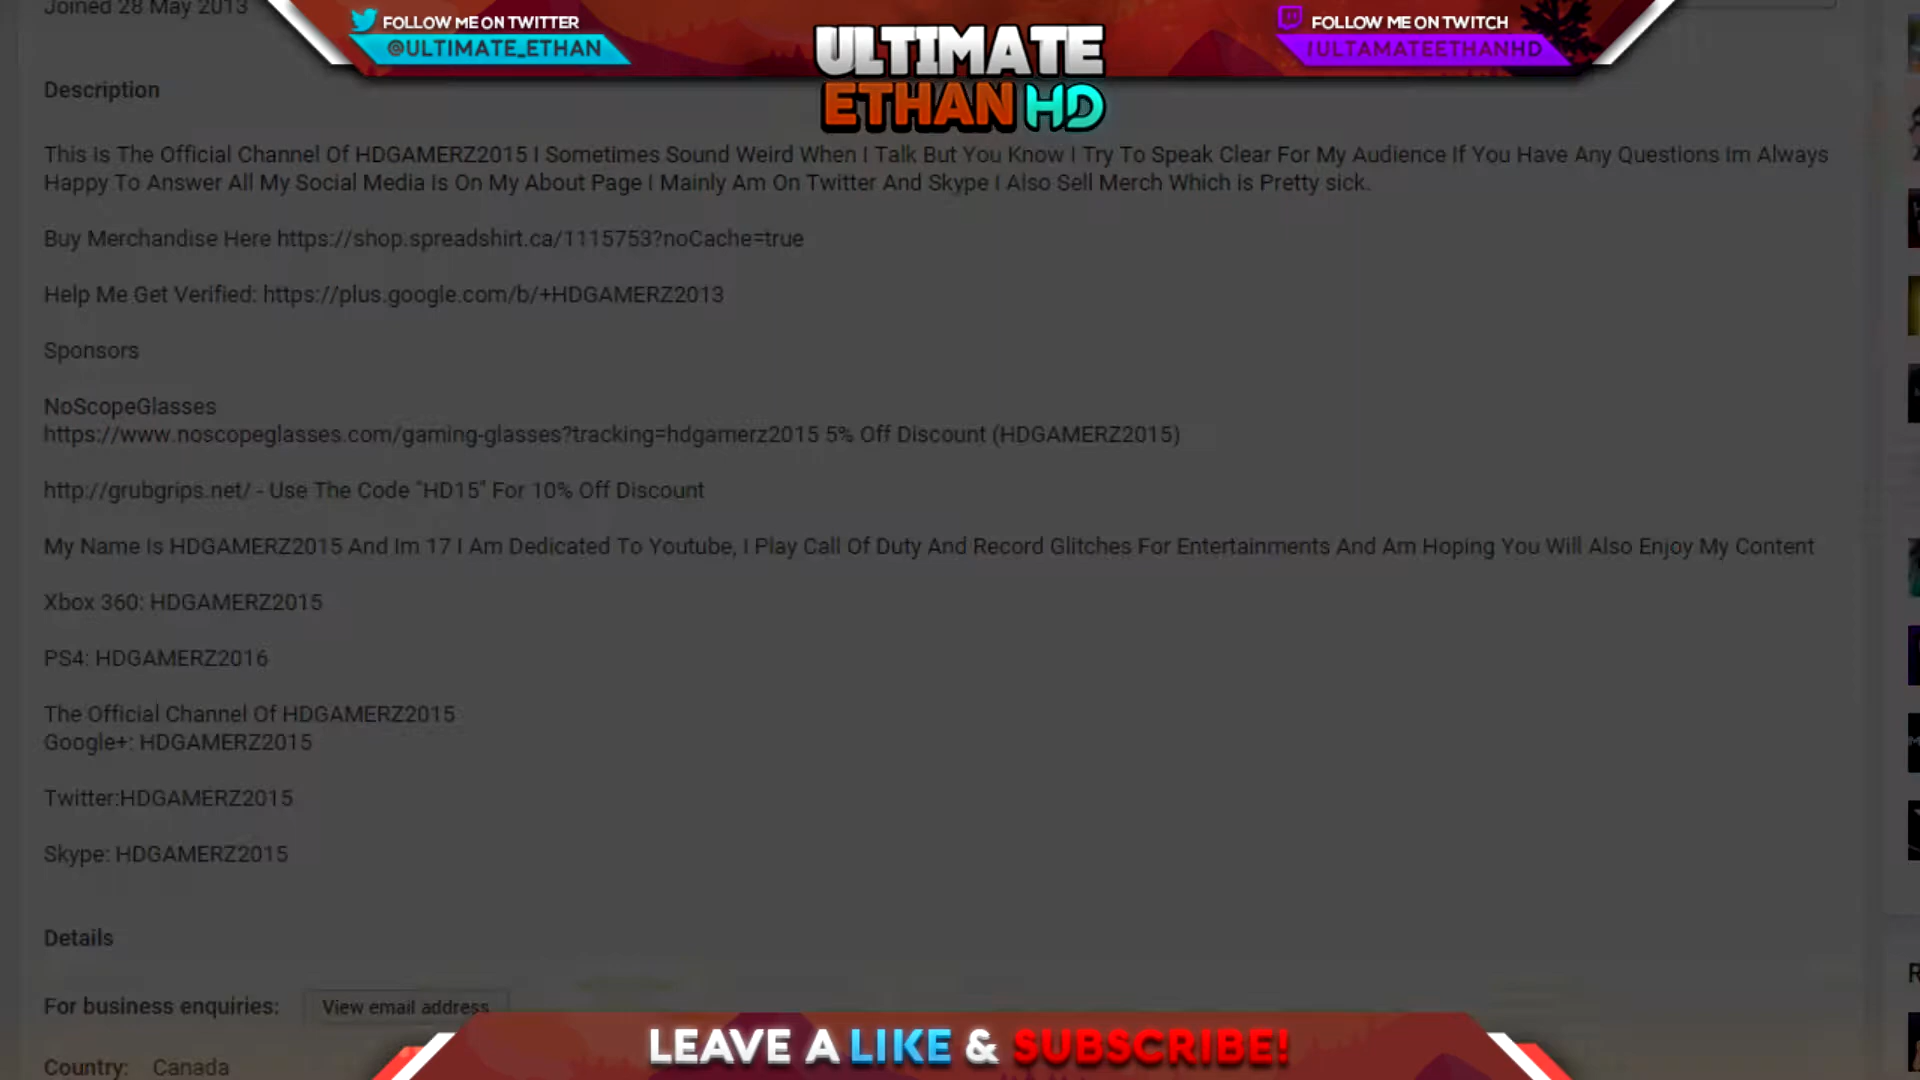 Joined 28 May 2013
FOLLOW ME ON TWITTER
@ULTIMATE_ETHAN
ULTIMATE
ETHAN HD
FOLLOW ME ON TWITCH
IULTAMATEETHANHD
Description
This Is The Official Channel Of HDGAMERZ2015 I Sometimes Sound Weird When I Talk But You Know I Try To Speak Clear For My Audience If You Have Any Questions Im Always
Happy To Answer All My Social Media Is On My About Page I Mainly Am On Twitter And Skype I Also Sell Merch Which is Pretty sick.
Buy Merchandise Here https://shop.spreadshirt.ca/1115753?noCache=true
Help Me Get Verified: https://plus.google.com/b/+HDGAMERZ2013
Sponsors
NoScopeGlasses
https://www.noscopeglasses.com/gaming-glasses?tracking=hdgamerz2015 5% Off Discount (HDGAMERZ2015)
http://grubgrips.net/ - Use The Code "HD15" For 10% Off Discount
My Name Is HDGAMERZ2015 And Im 17 I Am Dedicated To Youtube, I Play Call Of Duty And Record Glitches For Entertainments And Am Hoping You Will Also Enjoy My Content
Xbox 360: HDGAMERZ2015
PS4: HDGAMERZ2016
The Official Channel Of HDGAMERZ2015
Google+: HDGAMERZ2015
Twitter:HDGAMERZ2015
Skype: HDGAMERZ2015
Details
For business enquiries: View email address
Country: Canada
LEAVE A LIKE & SUBSCRIBE!